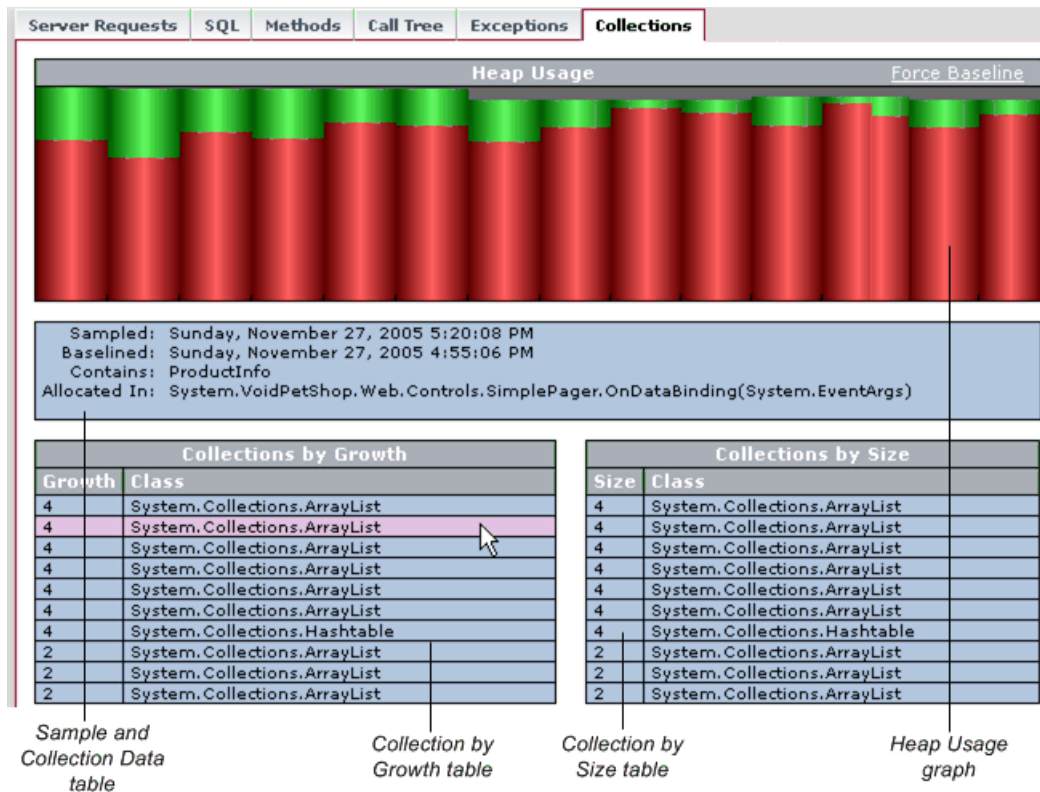 Server Requests SQL Methods Call Tree Exceptions Collections
Heap Usage Force Baseline
Sampled: Sunday, November 27, 2005 5:20:08 PM
Baselined: Sunday, November 27, 2005 4:55:06 PM
Contains: ProductInfo
Allocated In: System.VoidPetShop.Web.Controls.SimplePager.OnDataBinding(System.EventArgs)
Collections by Growth
Growth Class
4 System.Collections.ArrayList
4 System.Collections.ArrayList
4 System.Collections.ArrayList
4 System.Collections.ArrayList
4 System.Collections.ArrayList
4 System.Collections.ArrayList
4 System.Collections.Hashtable
2 System.Collections.ArrayList
2 System.Collections.ArrayList
2 System.Collections.ArrayList
Collections by Size
Size Class
4 System.Collections.ArrayList
4 System.Collections.ArrayList
4 System.Collections.ArrayList
4 System.Collections.ArrayList
4 System.Collections.ArrayList
4 System.Collections.ArrayList
4 System.Collections.Hashtable
2 System.Collections.ArrayList
2 System.Collections.ArrayList
2 System.Collections.ArrayList
Sample and
Collection Data
table
Collection by
Growth table
Collection by
Size table
Heap Usage
graph